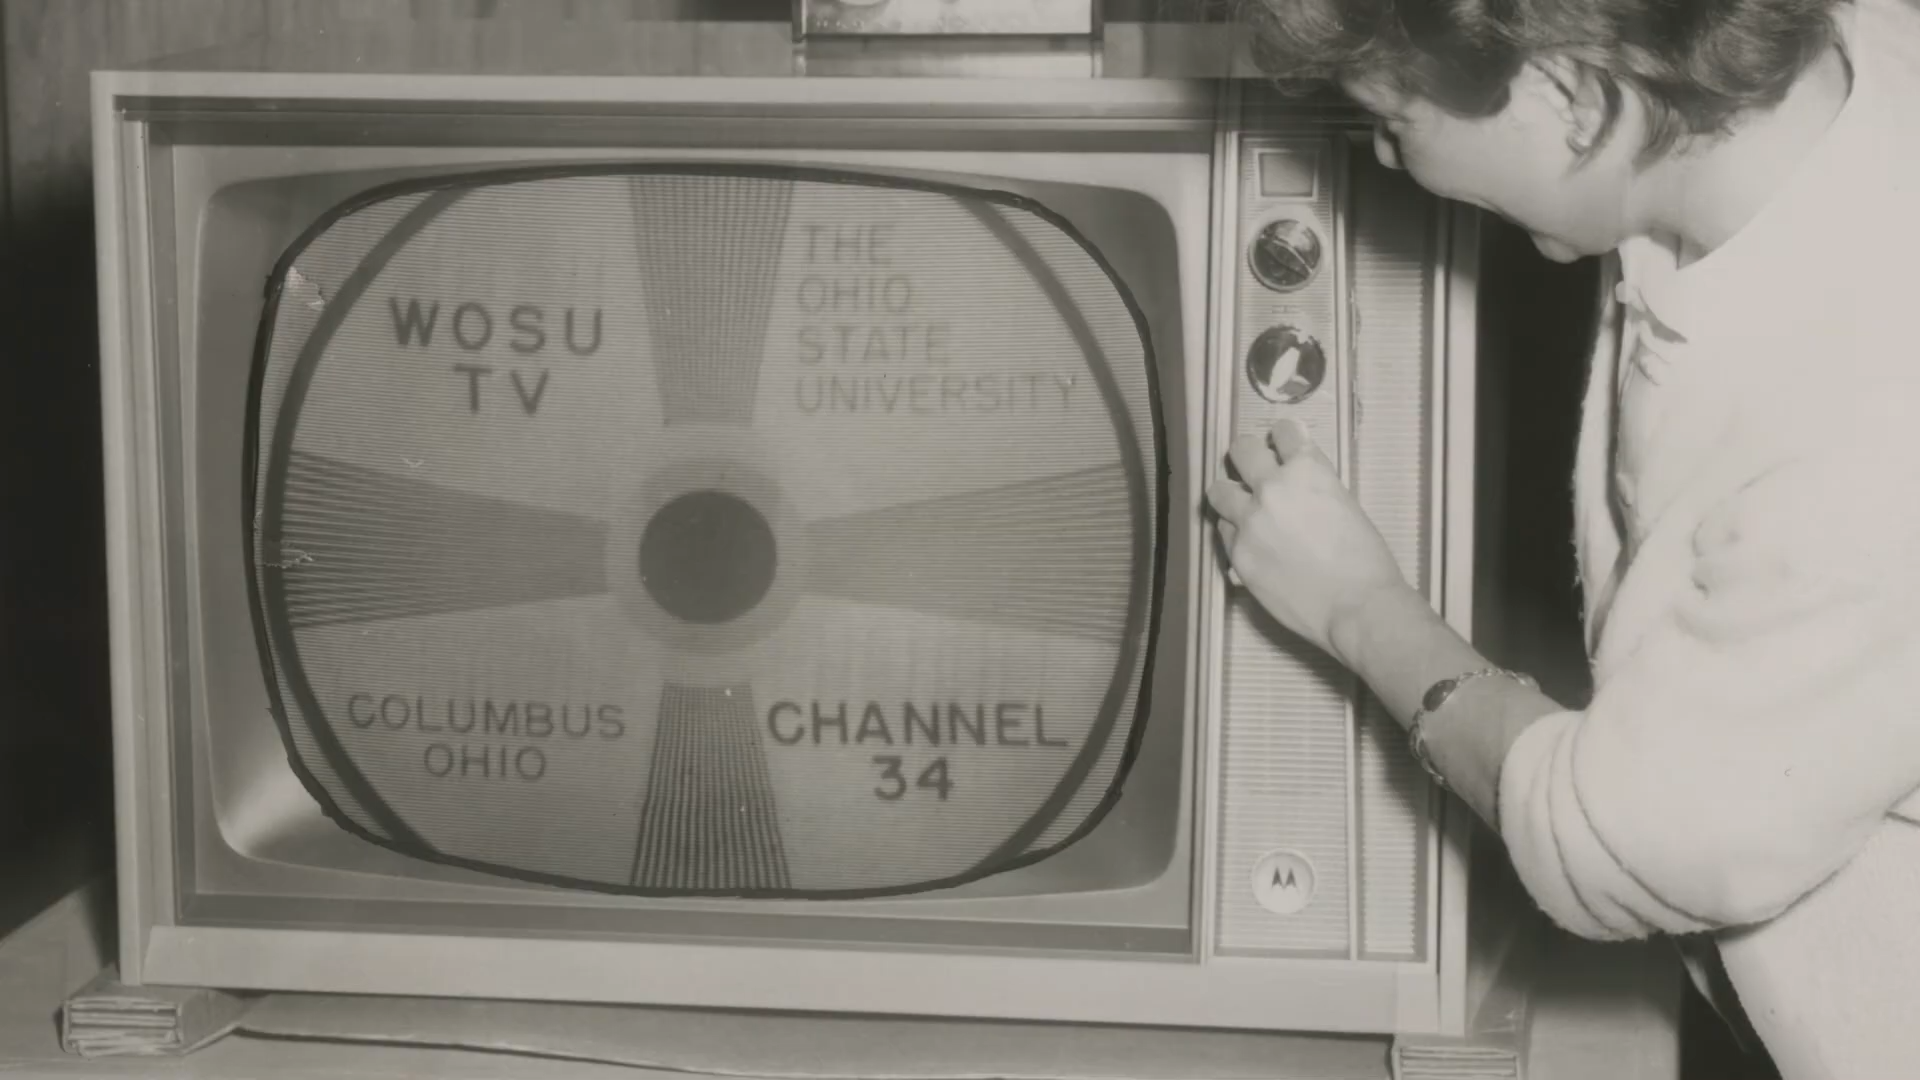 WOSU
TV
THE
OHIO
STATE
UNIVERSITY
COLUMBUS
OHIO
CHANNEL
34